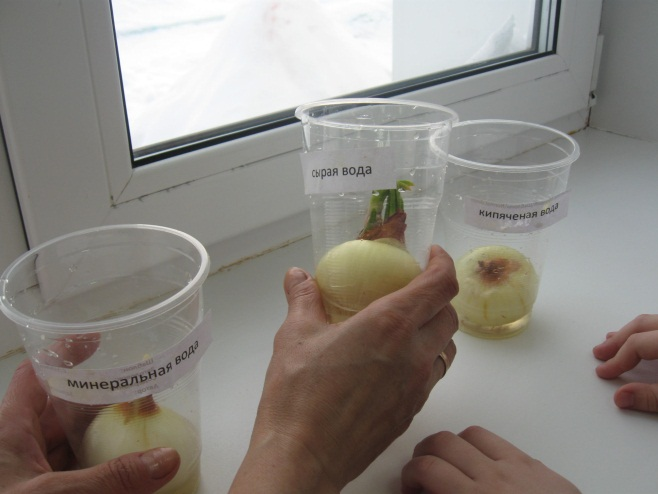 минеральная вода
сырая вода
кипяченая вода